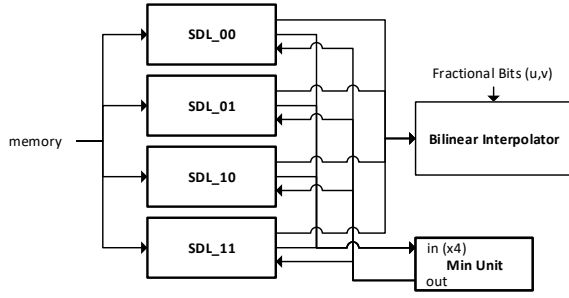 SDL_00
Fractional Bits (u,v)
SDL_01
Bilinear Interpolator
memory
SDL_10
in (x4)
SDL_11
Min Unit
out